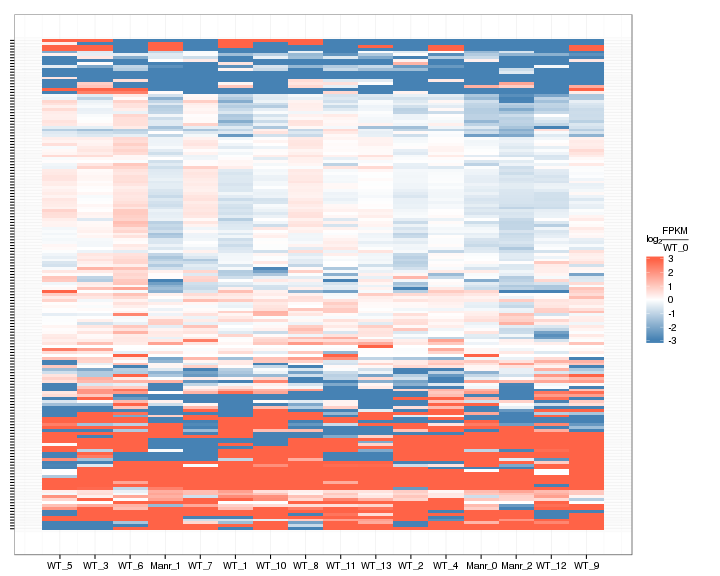 FPKM
log₂
WT_0
3
2
1
0
-1
-2
-3
WT_5 WT_3 WT_6 Manr_1 WT_7 WT_1 WT_10 WT_8 WT_11 WT_13 WT_2 WT_4 Manr_0 Manr_2 WT_12 WT_9